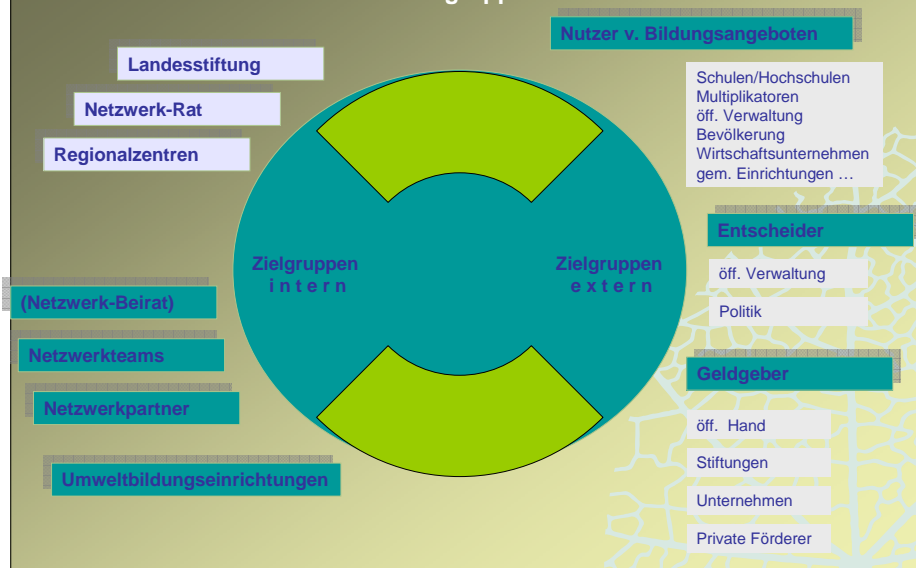 Landesstiftung
Netzwerk-Rat
Regionalzentren
Zielgruppen
i n t e r n
(Netzwerk-Beirat)
Netzwerkteams
Netzwerkpartner
Umweltbildungseinrichtungen
Nutzer v. Bildungsangeboten
Schulen/Hochschulen
Multiplikatoren
öff. Verwaltung
Bevölkerung
Wirtschaftsunternehmen
gem. Einrichtungen …
Zielgruppen
e x t e r n
Entscheider
öff. Verwaltung
Politik
Geldgeber
öff. Hand
Stiftungen
Unternehmen
Private Förderer